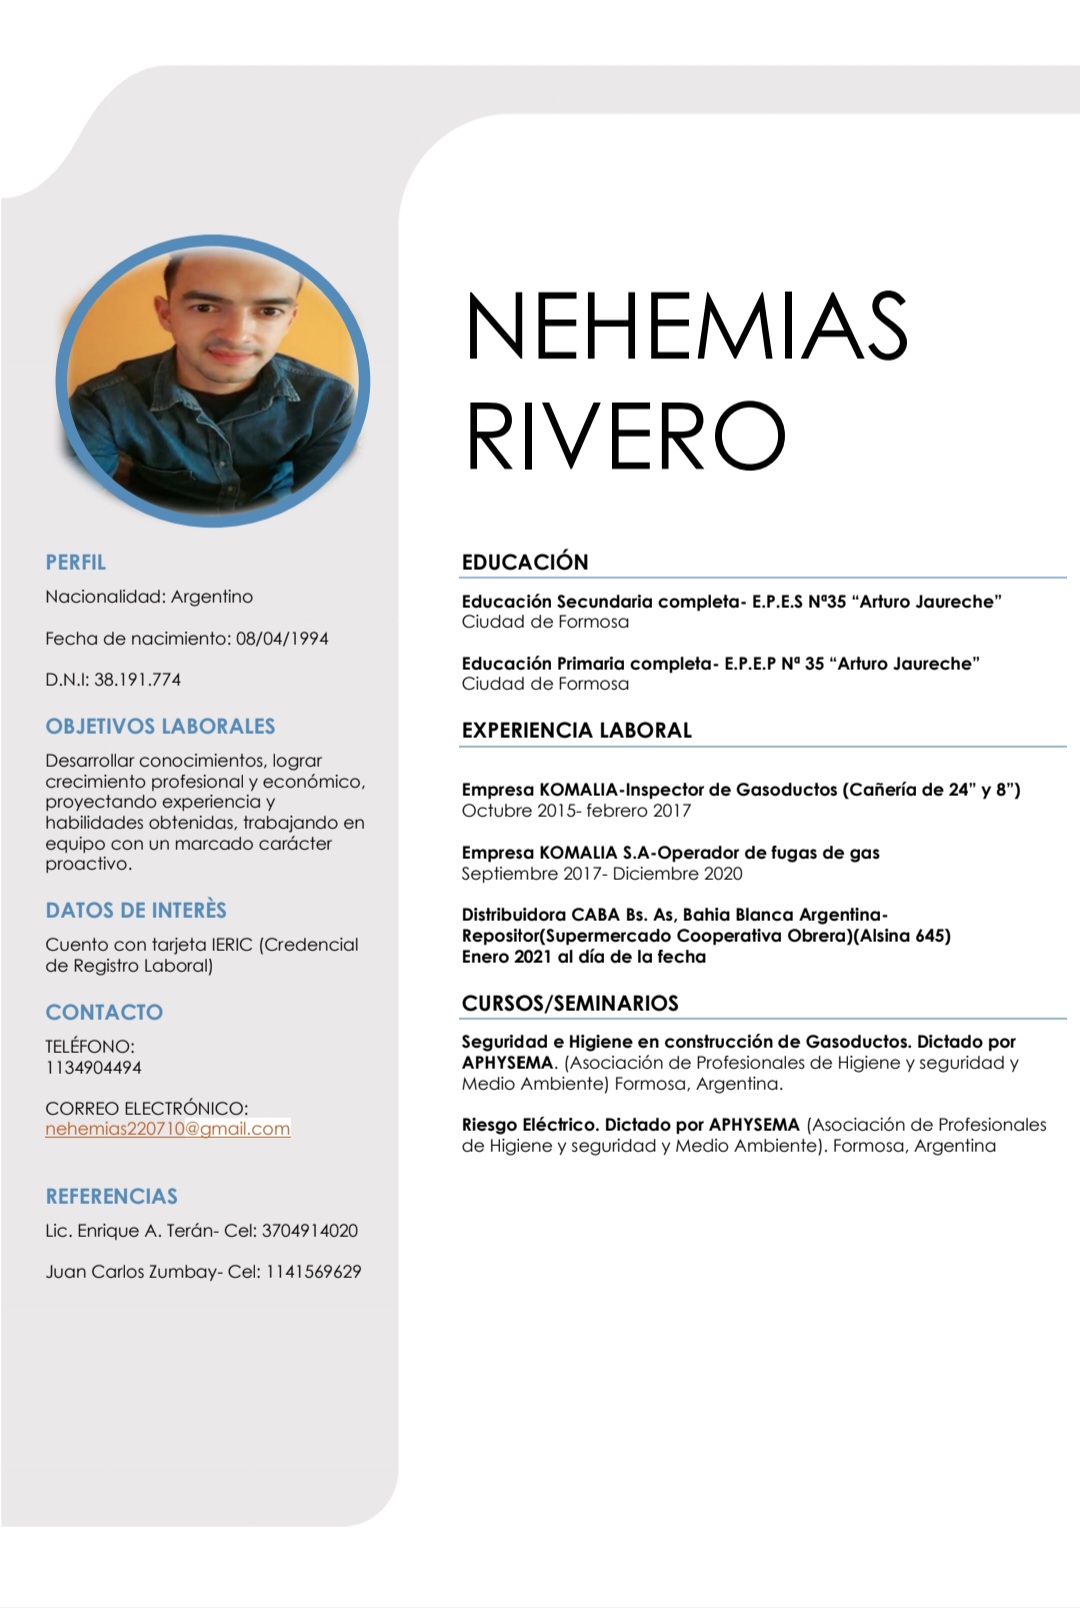 NEHEMIAS
RIVERO
PERFIL
Nacionalidad: Argentino
Fecha de nacimiento: 08/04/1994
D.N.I: 38.191.774
OBJETIVOS LABORALES
Desarrollar conocimientos, lograr
crecimiento profesional y económico,
proyectando experiencia y
habilidades obtenidas, trabajando en
equipo con un marcado carácter
proactivo.
DATOS DE INTERÈS
Cuento con tarjeta IERIC (Credencial
de Registro Laboral)
CONTACTO
TELÉFONO:
1134904494
CORREO ELECTRÓNICO:
nehemias220710@gmail.com
REFERENCIAS
Lic. Enrique A. Terán- Cel: 3704914020
Juan Carlos Zumbay- Cel: 1141569629
EDUCACIÓN
Educación Secundaria completa- E.P.E.S Nª35 “Arturo Jaureche”
Ciudad de Formosa
Educación Primaria completa- E.P.E.P Nª 35 “Arturo Jaureche”
Ciudad de Formosa
EXPERIENCIA LABORAL
Empresa KOMALIA-Inspector de Gasoductos (Cañería de 24” y 8”)
Octubre 2015- febrero 2017
Empresa KOMALIA S.A-Operador de fugas de gas
Septiembre 2017- Diciembre 2020
Distribuidora CABA Bs. As, Bahia Blanca Argentina-
Repositor(Supermercado Cooperativa Obrera)(Alsina 645)
Enero 2021 al día de la fecha
CURSOS/SEMINARIOS
Seguridad e Higiene en construcción de Gasoductos. Dictado por
APHYSEMA. (Asociación de Profesionales de Higiene y seguridad y
Medio Ambiente) Formosa, Argentina.
Riesgo Eléctrico. Dictado por APHYSEMA (Asociación de Profesionales
de Higiene y seguridad y Medio Ambiente). Formosa, Argentina